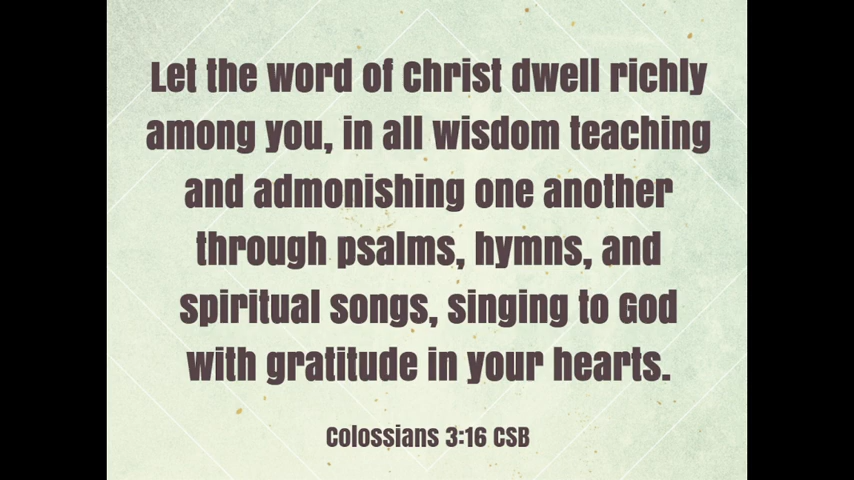 Let the word of Christ dwell richly
among you, in all wisdom teaching
and admonishing one another
through psalms, hymns, and
spiritual songs, singing to God
with gratitude in your hearts.
Colossians 3:16 CSB